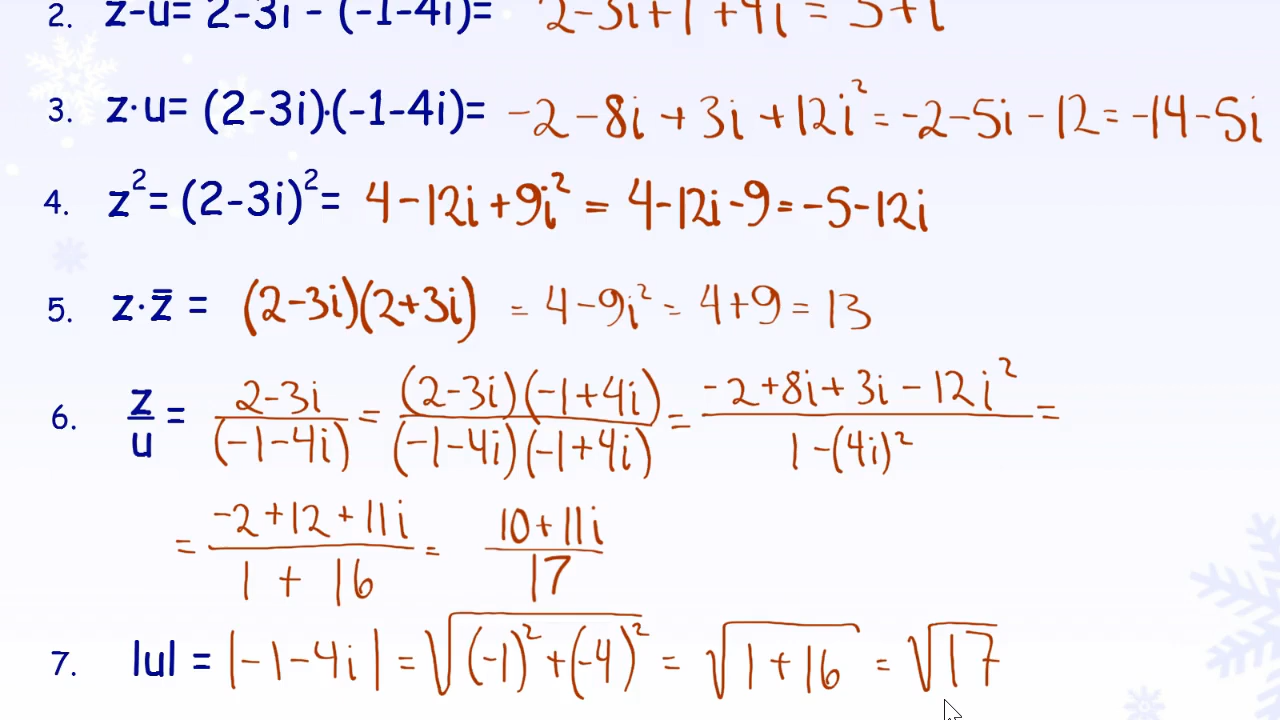 2. z-u= 2-3i - (-1-4i)= 2-3i+1+4i = 3+i
3. z·u= (2-3i)·(-1-4i)= -2-8i+3i+12i² = -2-5i-12 = -14-5i
4. z²= (2-3i)²= 4-12i+9i² = 4-12i-9 = -5-12i
5. z·z̄ = (2-3i)(2+3i) = 4-9i² = 4+9 = 13
6. z/u = 2-3i/(-1-4i) = (2-3i)(-1+4i)/(-1-4i)(-1+4i) = -2+8i+3i-12i²/1-(4i)² =
= -2+12+11i/1+16 = 10+11i/17
7. |u| = |-1-4i| = √(-1)²+(-4)² = √1+16 = √17